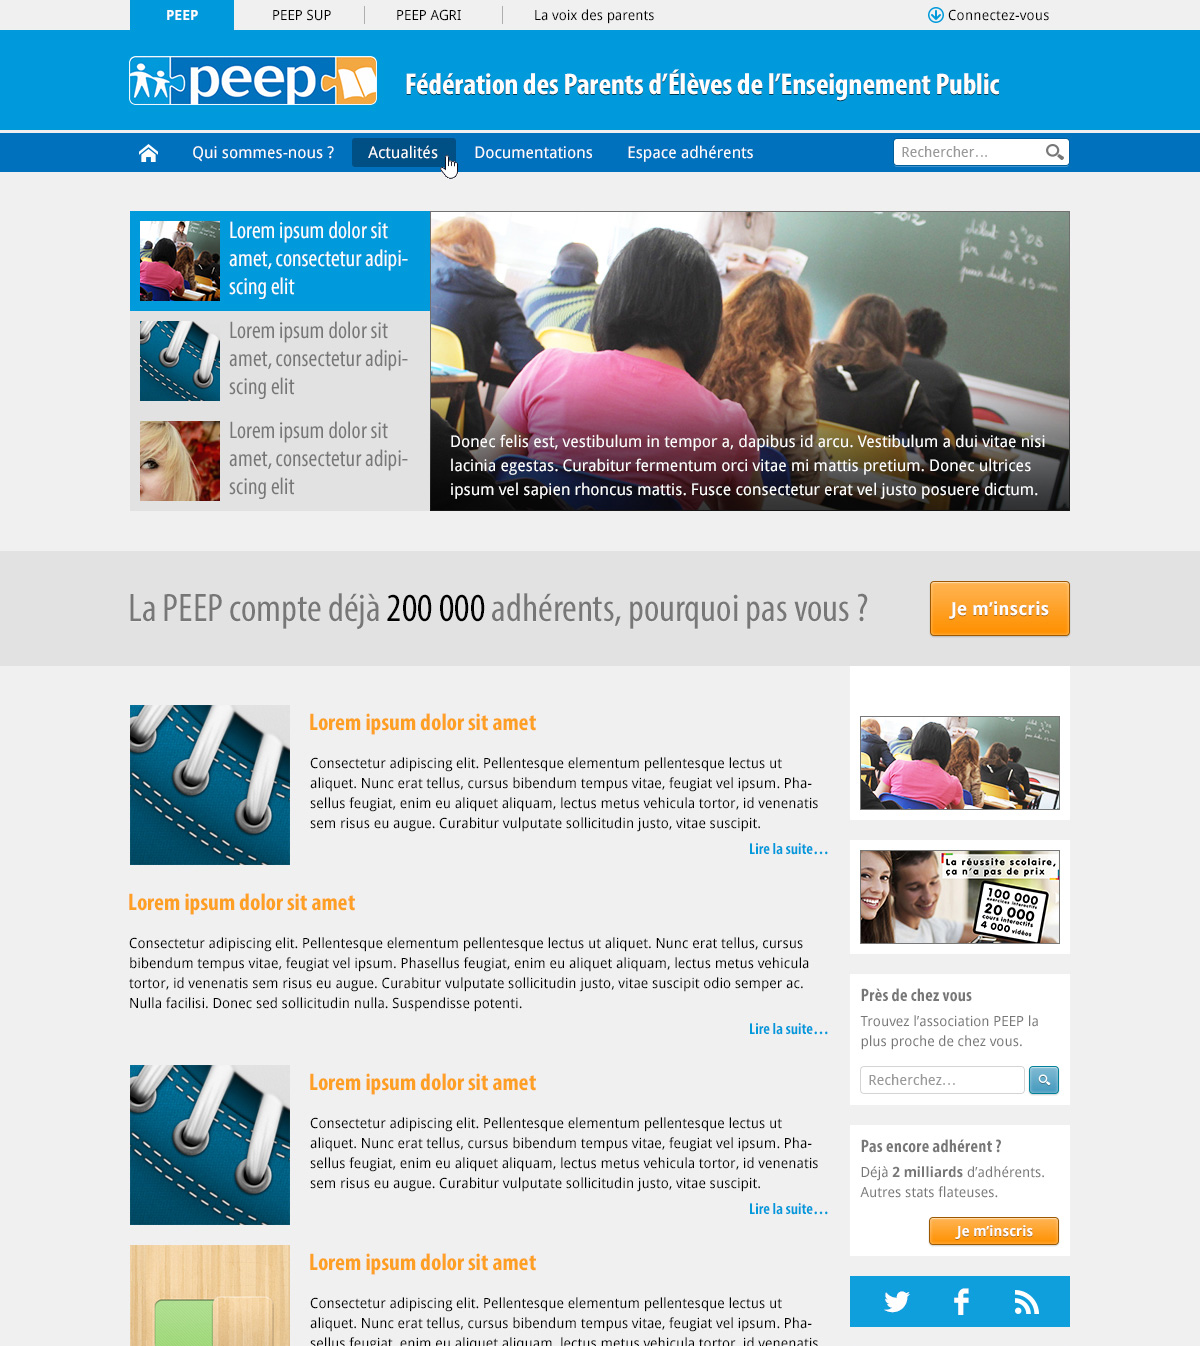 PEEP
PEEP SUP
PEEP AGRI
La voix des parents
Connectez-vous
peep
Fédération des Parents d’Élèves de l’Enseignement Public
Qui sommes-nous ?
Actualités
Documentations
Espace adhérents
Rechercher...
Lorem ipsum dolor sit
amet, consectetur adipi-
scing elit
Lorem ipsum dolor sit
amet, consectetur adipi-
scing elit
Lorem ipsum dolor sit
amet, consectetur adipi-
scing elit
Donec felis est, vestibulum in tempor a, dapibus id arcu. Vestibulum a dui vitae nisi
lacinia egestas. Curabitur fermentum orci vitae mi mattis pretium. Donec ultrices
ipsum vel sapien rhoncus mattis. Fusce consectetur erat vel justo posuere dictum.
La PEEP compte déjà 200 000 adhérents, pourquoi pas vous ?
Je m’inscris
Lorem ipsum dolor sit amet
Consectetur adipiscing elit. Pellentesque elementum pellentesque lectus ut
aliquet. Nunc erat tellus, cursus bibendum tempus vitae, feugiat vel ipsum. Pha-
sellus feugiat, enim eu aliquet aliquam, lectus metus vehicula tortor, id venenatis
sem risus eu augue. Curabitur vulputate sollicitudin justo, vitae suscipit.
Lire la suite...
Lorem ipsum dolor sit amet
Consectetur adipiscing elit. Pellentesque elementum pellentesque lectus ut aliquet. Nunc erat tellus, cursus
bibendum tempus vitae, feugiat vel ipsum. Phasellus feugiat, enim eu aliquet aliquam, lectus metus vehicula
tortor, id venenatis sem risus eu augue. Curabitur vulputate sollicitudin justo, vitae suscipit odio semper ac.
Nulla facilisi. Donec sed sollicitudin nulla. Suspendisse potenti.
Lire la suite...
Lorem ipsum dolor sit amet
Consectetur adipiscing elit. Pellentesque elementum pellentesque lectus ut
aliquet. Nunc erat tellus, cursus bibendum tempus vitae, feugiat vel ipsum. Pha-
sellus feugiat, enim eu aliquet aliquam, lectus metus vehicula tortor, id venenatis
sem risus eu augue. Curabitur vulputate sollicitudin justo, vitae suscipit.
Lire la suite...
Lorem ipsum dolor sit amet
Consectetur adipiscing elit. Pellentesque elementum pellentesque lectus ut
aliquet. Nunc erat tellus, cursus bibendum tempus vitae, feugiat vel ipsum. Pha-
sellus feugiat, enim eu aliquet aliquam, lectus metus vehicula tortor, id venenatis
La réussite scolaire,
ça n’a pas de prix
100 000
exercices interactifs
20 000
cours interactifs
4 000 vidéos
Près de chez vous
Trouvez l’association PEEP la
plus proche de chez vous.
Recherchez...
Pas encore adhérent ?
Déjà 2 milliards d’adhérents.
Autres stats flateuses.
Je m’inscris